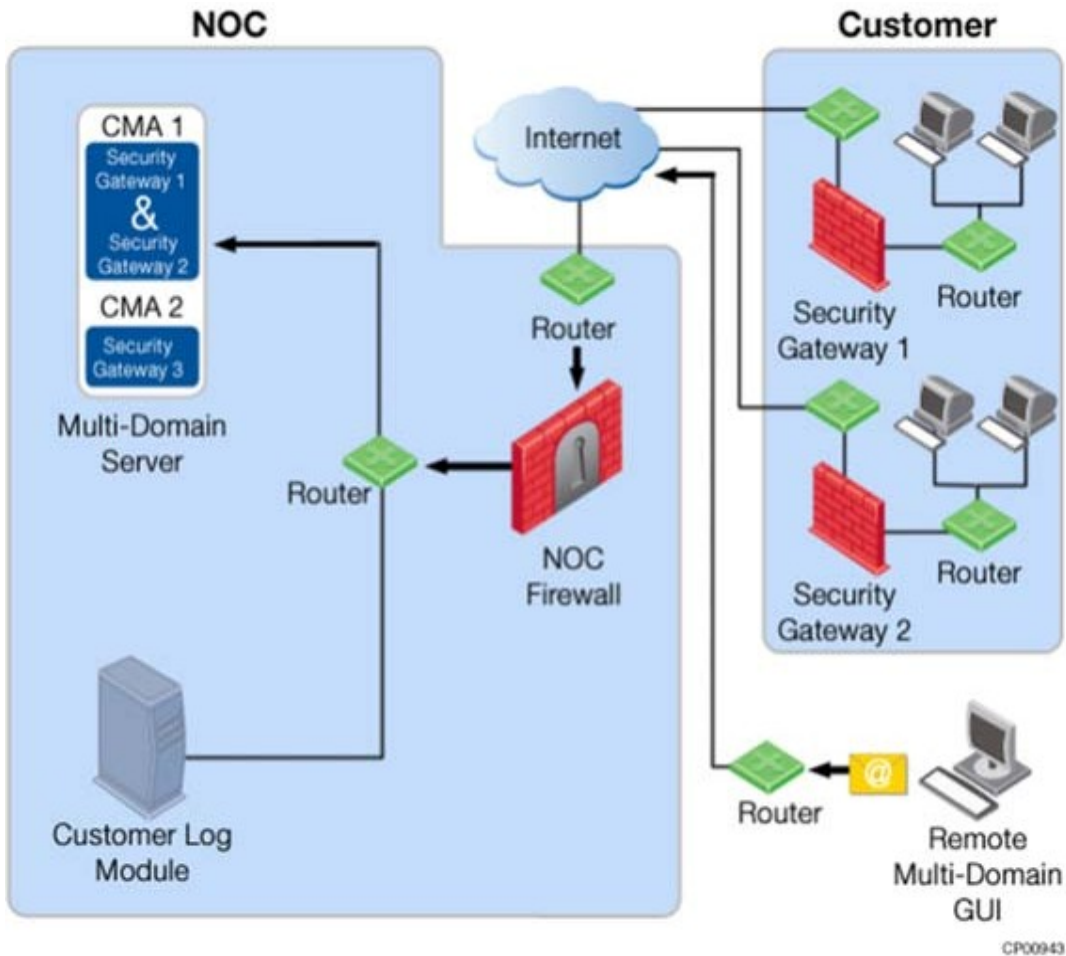 NOC
Customer
CMA 1
Security
Gateway 1
&
Security
Gateway 2
CMA 2
Security
Gateway 3
Multi-Domain
Server
Internet
Router
Router
NOC
Firewall
Customer Log
Module
Security
Gateway 1
Router
Security
Gateway 2
Router
Router
@
Remote
Multi-Domain
GUI
CP00943